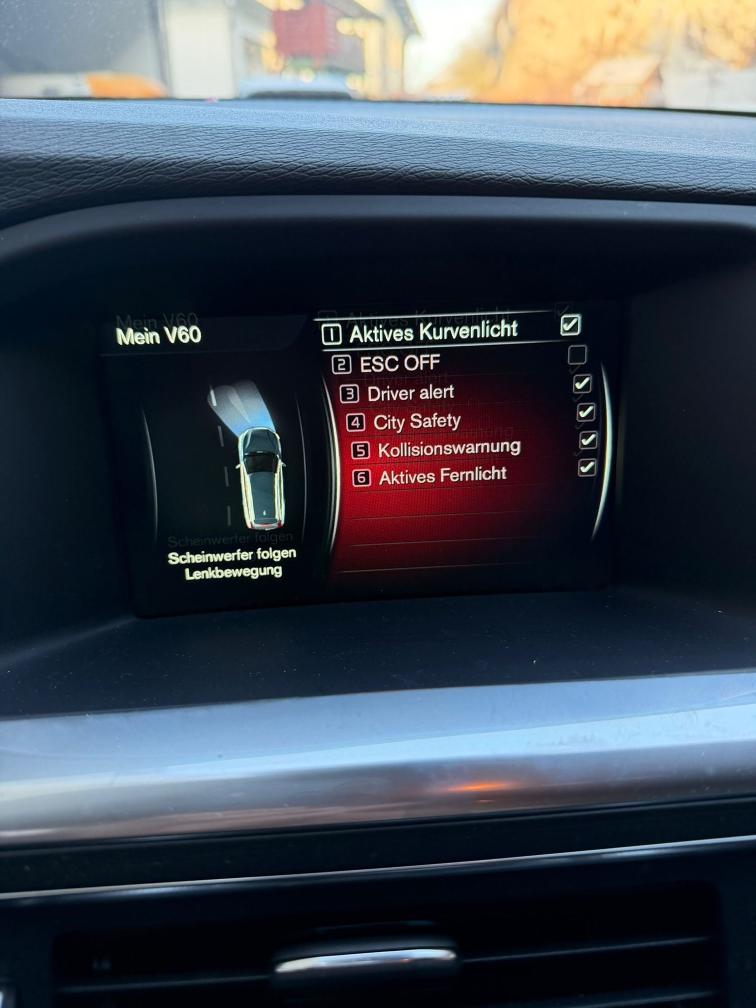 Mein V60
1 Aktives Kurvenlicht
2 ESC OFF
3 Driver alert
4 City Safety
5 Kollisionswarnung
6 Aktives Fernlicht
Scheinwerfer folgen
Lenkbewegung